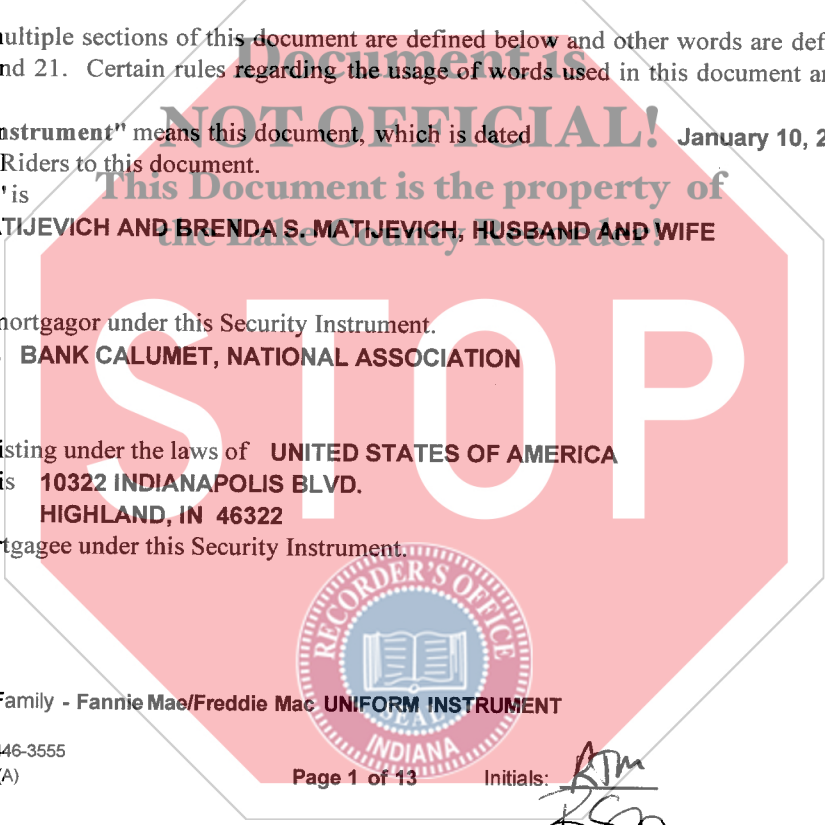 ultiple sections of this document are defined below and other words are def
Document is
nd 21. Certain rules regarding the usage of words used in this document a
NOT OFFICIAL!
nstrument" means this document, which is dated January 10, 2
Riders to this document.
This Document is the property of
" is
TIJEVICH AND BRENDA S. MATIJEVICH, HUSBAND AND WIFE
the Lake County Recorder!
STOP
mortgagor under this Security Instrument.
BANK CALUMET, NATIONAL ASSOCIATION
isting under the laws of UNITED STATES OF AMERICA
is 10322 INDIANAPOLIS BLVD.
HIGHLAND, IN 46322
rtgagee under this Security Instrument.
RECORDER'S OFFICE
SEAL
INDIANA
Family - Fannie Mae/Freddie Mac UNIFORM INSTRUMENT
46-3555
(A)
Page 1 of 13 Initials: RTM